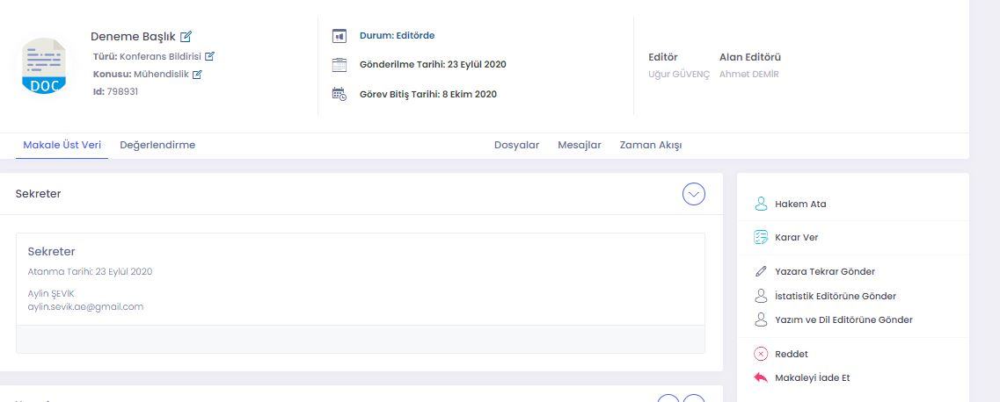 DOC
Deneme Başlık
Türü: Konferans Bildirisi
Konusu: Mühendislik
Id: 798931
Durum: Editörde
Gönderilme Tarihi: 23 Eylül 2020
Görev Bitiş Tarihi: 8 Ekim 2020
Editör Alan Editörü
Uğur GÜVENÇ Ahmet DEMİR
Makale Üst Veri Değerlendirme Dosyalar Mesajlar Zaman Akışı
Sekreter
Sekreter
Atanma Tarihi: 23 Eylül 2020
Aylin ŞEVİK
aylin.sevik.ae@gmail.com
Hakem Ata
Karar Ver
Yazara Tekrar Gönder
İstatistik Editörüne Gönder
Yazım ve Dil Editörüne Gönder
Reddet
Makaleyi İade Et